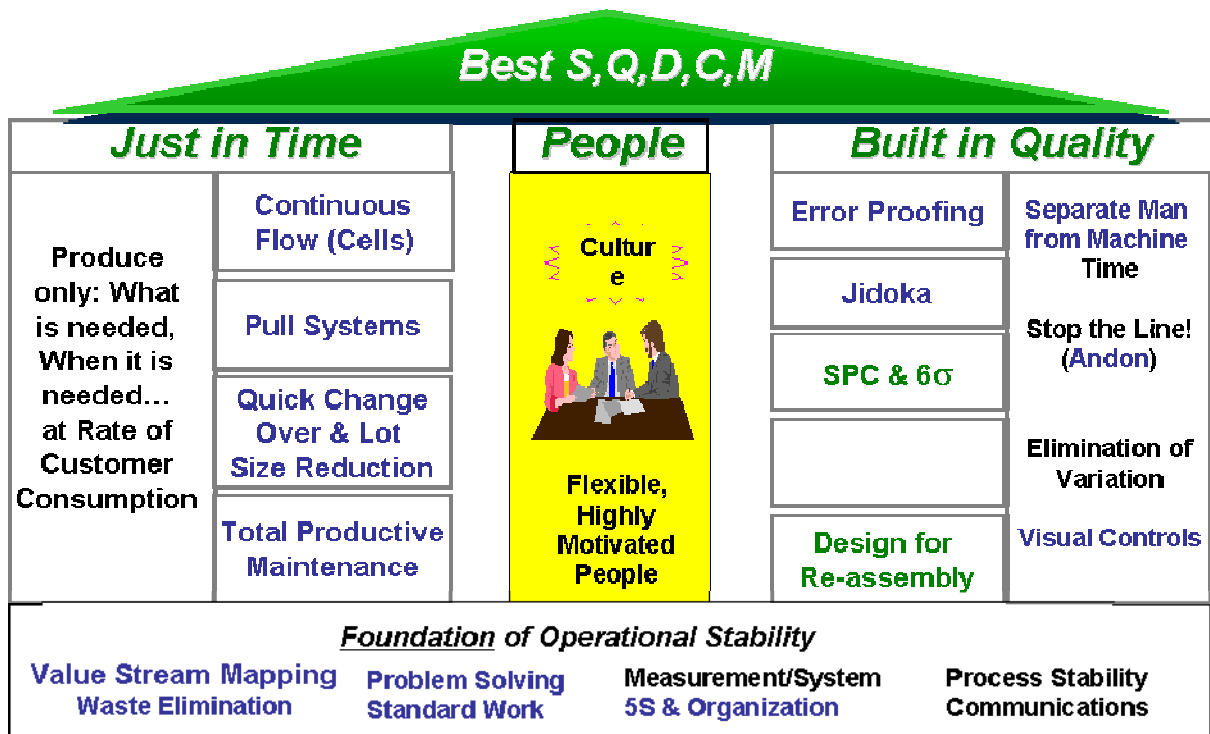 Best S,Q,D,C,M
Just in Time
Produce
only: What
is needed,
When it is
needed…
at Rate of
Customer
Consumption
Continuous
Flow (Cells)
Pull Systems
Quick Change
Over & Lot
Size Reduction
Total Productive
Maintenance
People
Cultur
e
Flexible,
Highly
Motivated
People
Built in Quality
Error Proofing
Jidoka
SPC & 6σ
Design for
Re-assembly
Separate Man
from Machine
Time
Stop the Line!
(Andon)
Elimination of
Variation
Visual Controls
Foundation of Operational Stability
Value Stream Mapping
Waste Elimination
Problem Solving
Standard Work
Measurement/System
5S & Organization
Process Stability
Communications